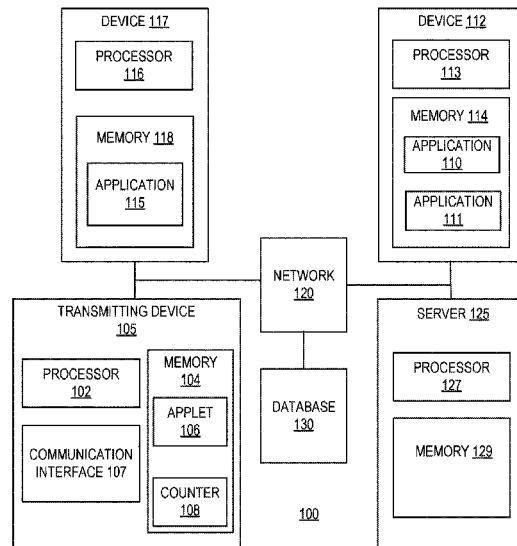 DEVICE 117
PROCESSOR
116
MEMORY 118
APPLICATION
115
DEVICE 112
PROCESSOR
113
MEMORY 114
APPLICATION
110
APPLICATION
111
NETWORK
120
TRANSMITTING DEVICE
105
PROCESSOR
102
COMMUNICATION
INTERFACE 107
MEMORY
104
APPLET
106
COUNTER
108
DATABASE
130
100
SERVER 125
PROCESSOR
127
MEMORY 129